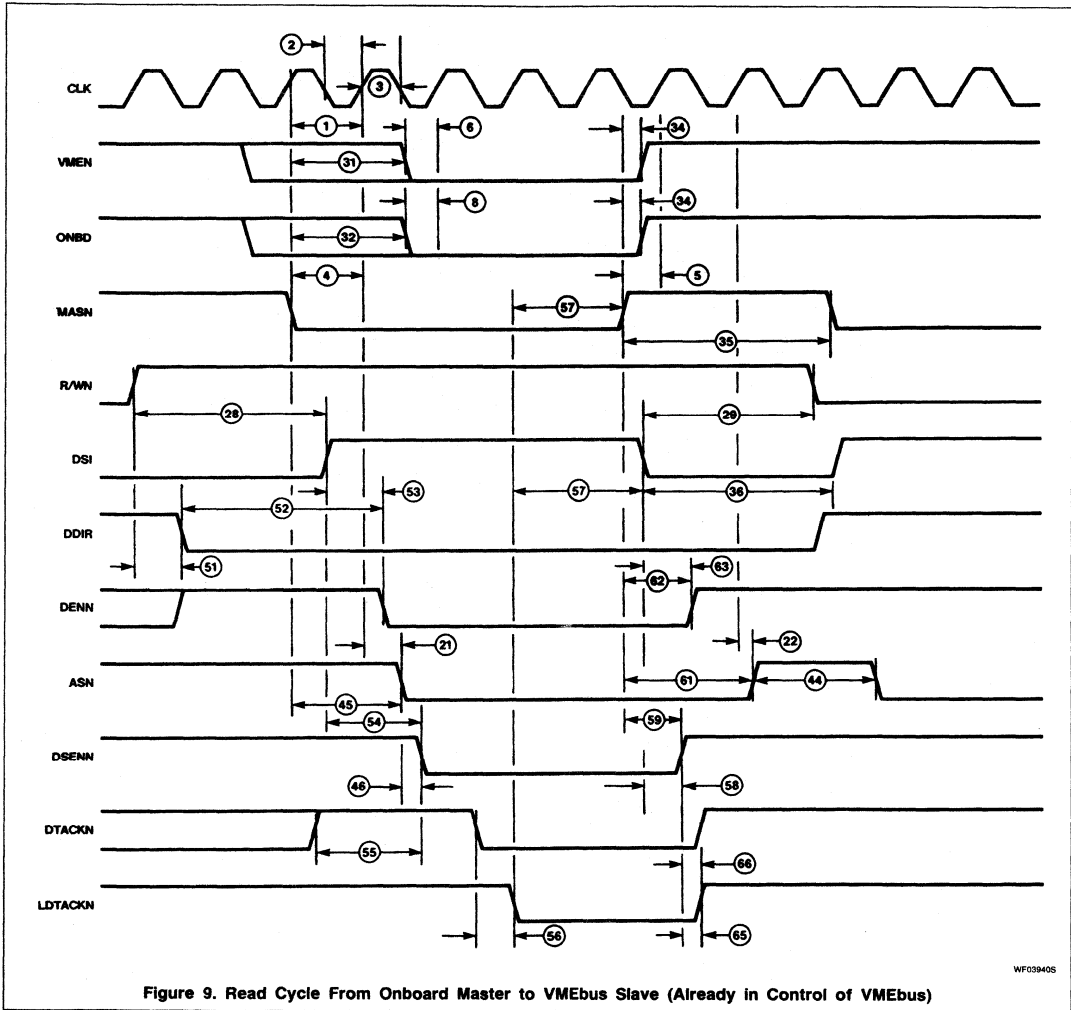 2
CLK
3
1
6
34
VMEN
31
8
34
ONBD
32
4
5
57
MASN
35
R/WN
28
29
DSI
53
57
36
52
DDIR
51
63
62
DENN
21
22
ASN
61
44
45
54
59
DSENN
46
58
DTACKN
55
66
LDTACKN
56
65
WF03940S
Figure 9. Read Cycle From Onboard Master to VMEbus Slave (Already in Control of VMEbus)